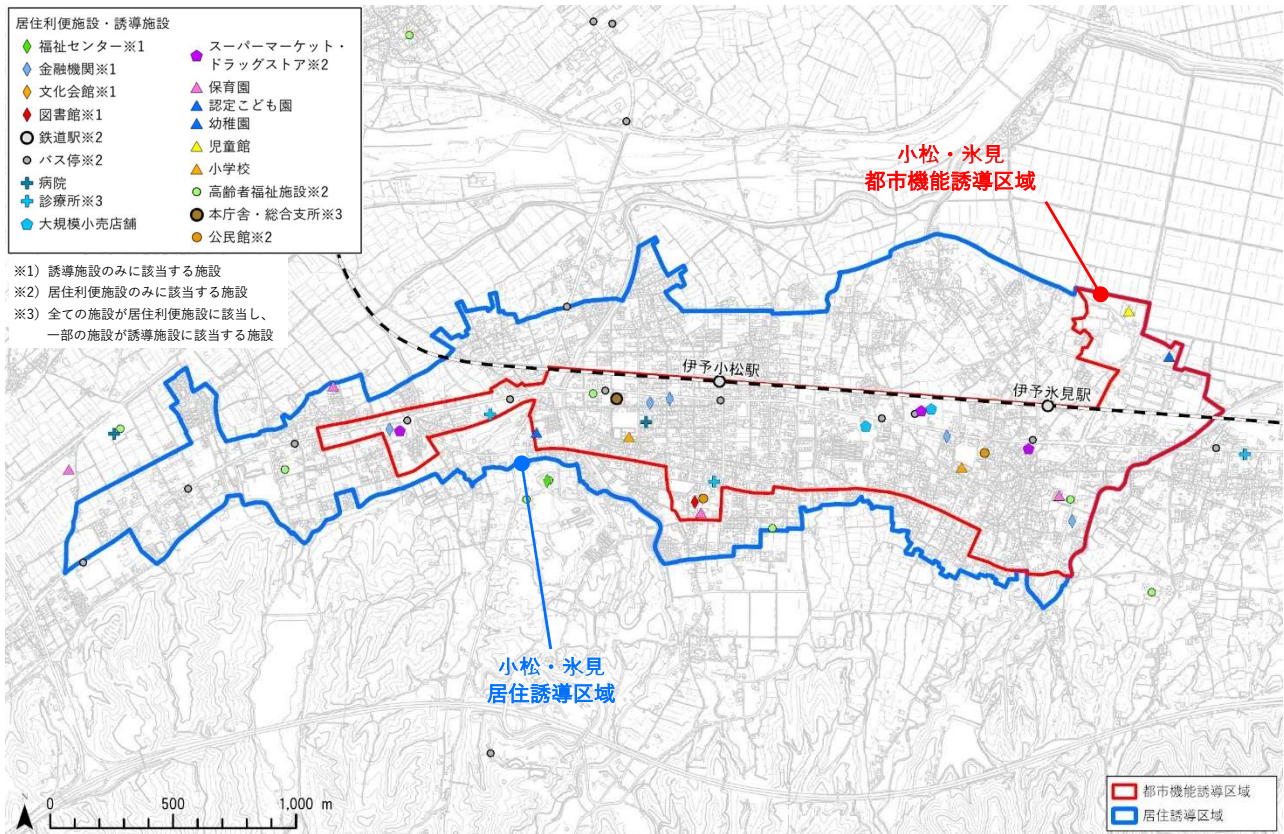 居住利便施設・誘導施設
福祉センター※1
金融機関※1
文化会館※1
図書館※1
鉄道駅※2
バス停※2
病院
診療所※3
大規模小売店舗
スーパーマーケット・
ドラッグストア※2
保育園
認定こども園
幼稚園
児童館
小学校
高齢者福祉施設※2
本庁舎・総合支所※3
公民館※2
※1）誘導施設のみに該当する施設
※2）居住利便施設のみに該当する施設
※3）全ての施設が居住利便施設に該当し、
一部の施設が誘導施設に該当する施設
小松・氷見
都市機能誘導区域
伊予小松駅
伊予氷見駅
小松・氷見
居住誘導区域
N
0 500 1,000 m
都市機能誘導区域
居住誘導区域